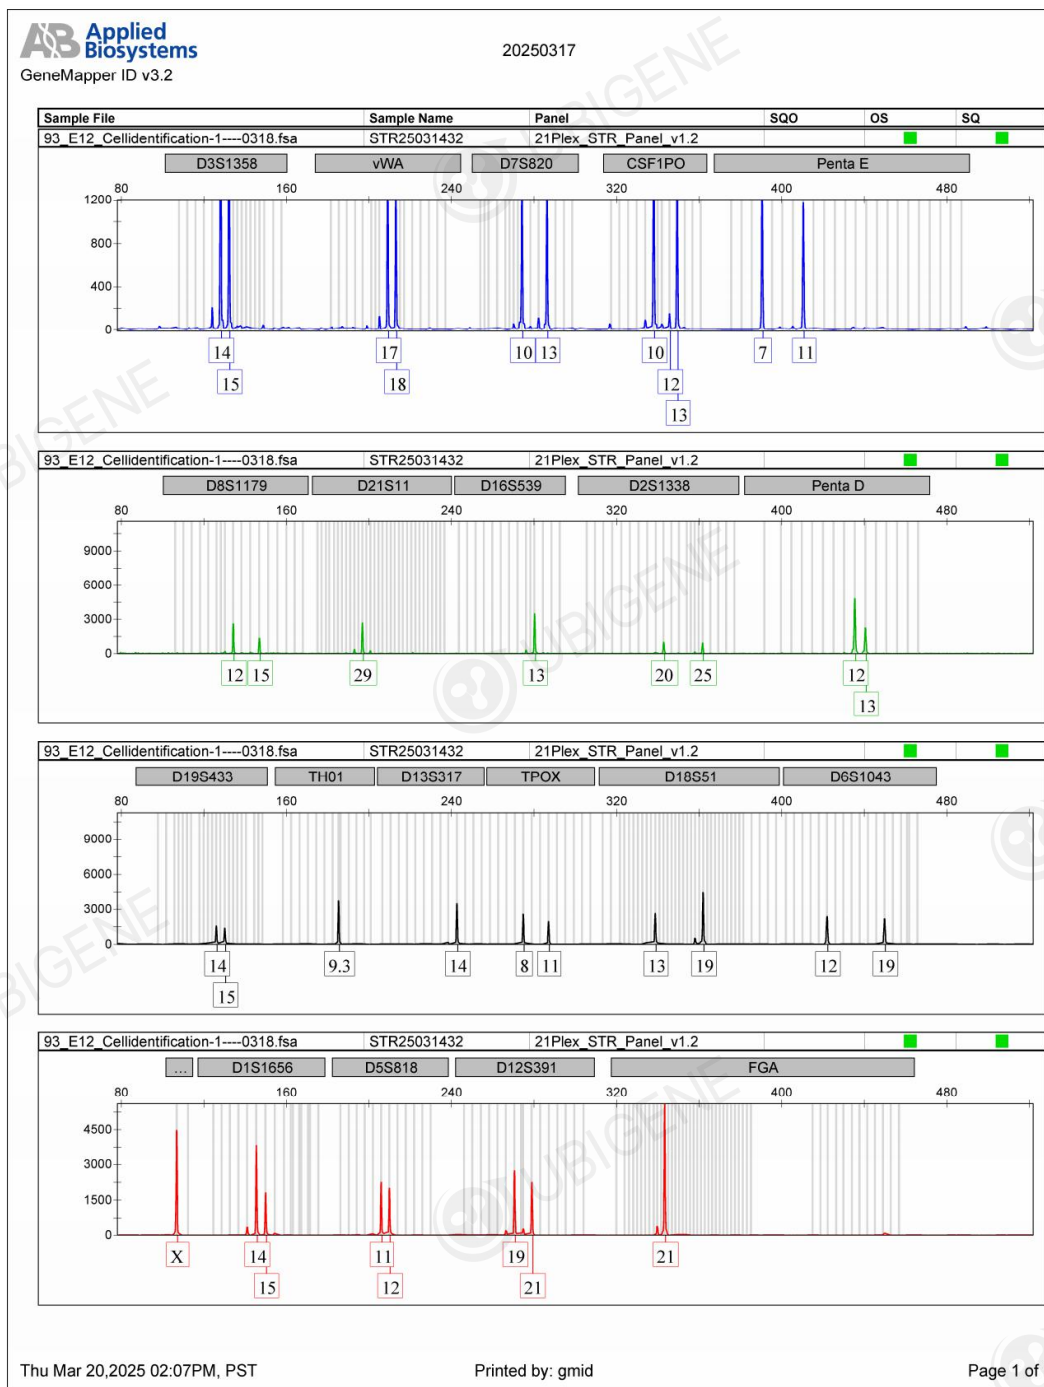 AB Applied
Biosystems
GeneMapper ID v3.2
20250317
Sample File Sample Name Panel SQO OS SQ
93_E12_Cellidentification-1----0318.fsa STR25031432 21Plex_STR_Panel_v1.2
D3S1358 vWA D7S820 CSF1PO Penta E
80 160 240 320 400 480
1200
800
400
0
14 17 10 13 10 7 11
15 18 12
13
93_E12_Cellidentification-1----0318.fsa STR25031432 21Plex_STR_Panel_v1.2
D8S1179 D21S11 D16S539 D2S1338 Penta D
80 160 240 320 400 480
9000
6000
3000
0
12 15 29 13 20 25 12
13
93_E12_Cellidentification-1----0318.fsa STR25031432 21Plex_STR_Panel_v1.2
D19S433 TH01 D13S317 TPOX D18S51 D6S1043
80 160 240 320 400 480
9000
6000
3000
0
14 9.3 14 8 11 13 19 12 19
15
93_E12_Cellidentification-1----0318.fsa STR25031432 21Plex_STR_Panel_v1.2
... D1S1656 D5S818 D12S391 FGA
80 160 240 320 400 480
4500
3000
1500
0
X 14 11 19 21
15 12 21
Thu Mar 20,2025 02:07PM, PST Printed by: gmid Page 1 of
UBIGENE
UBIGENE
UBIGENE
UBIGENE
UBIGENE